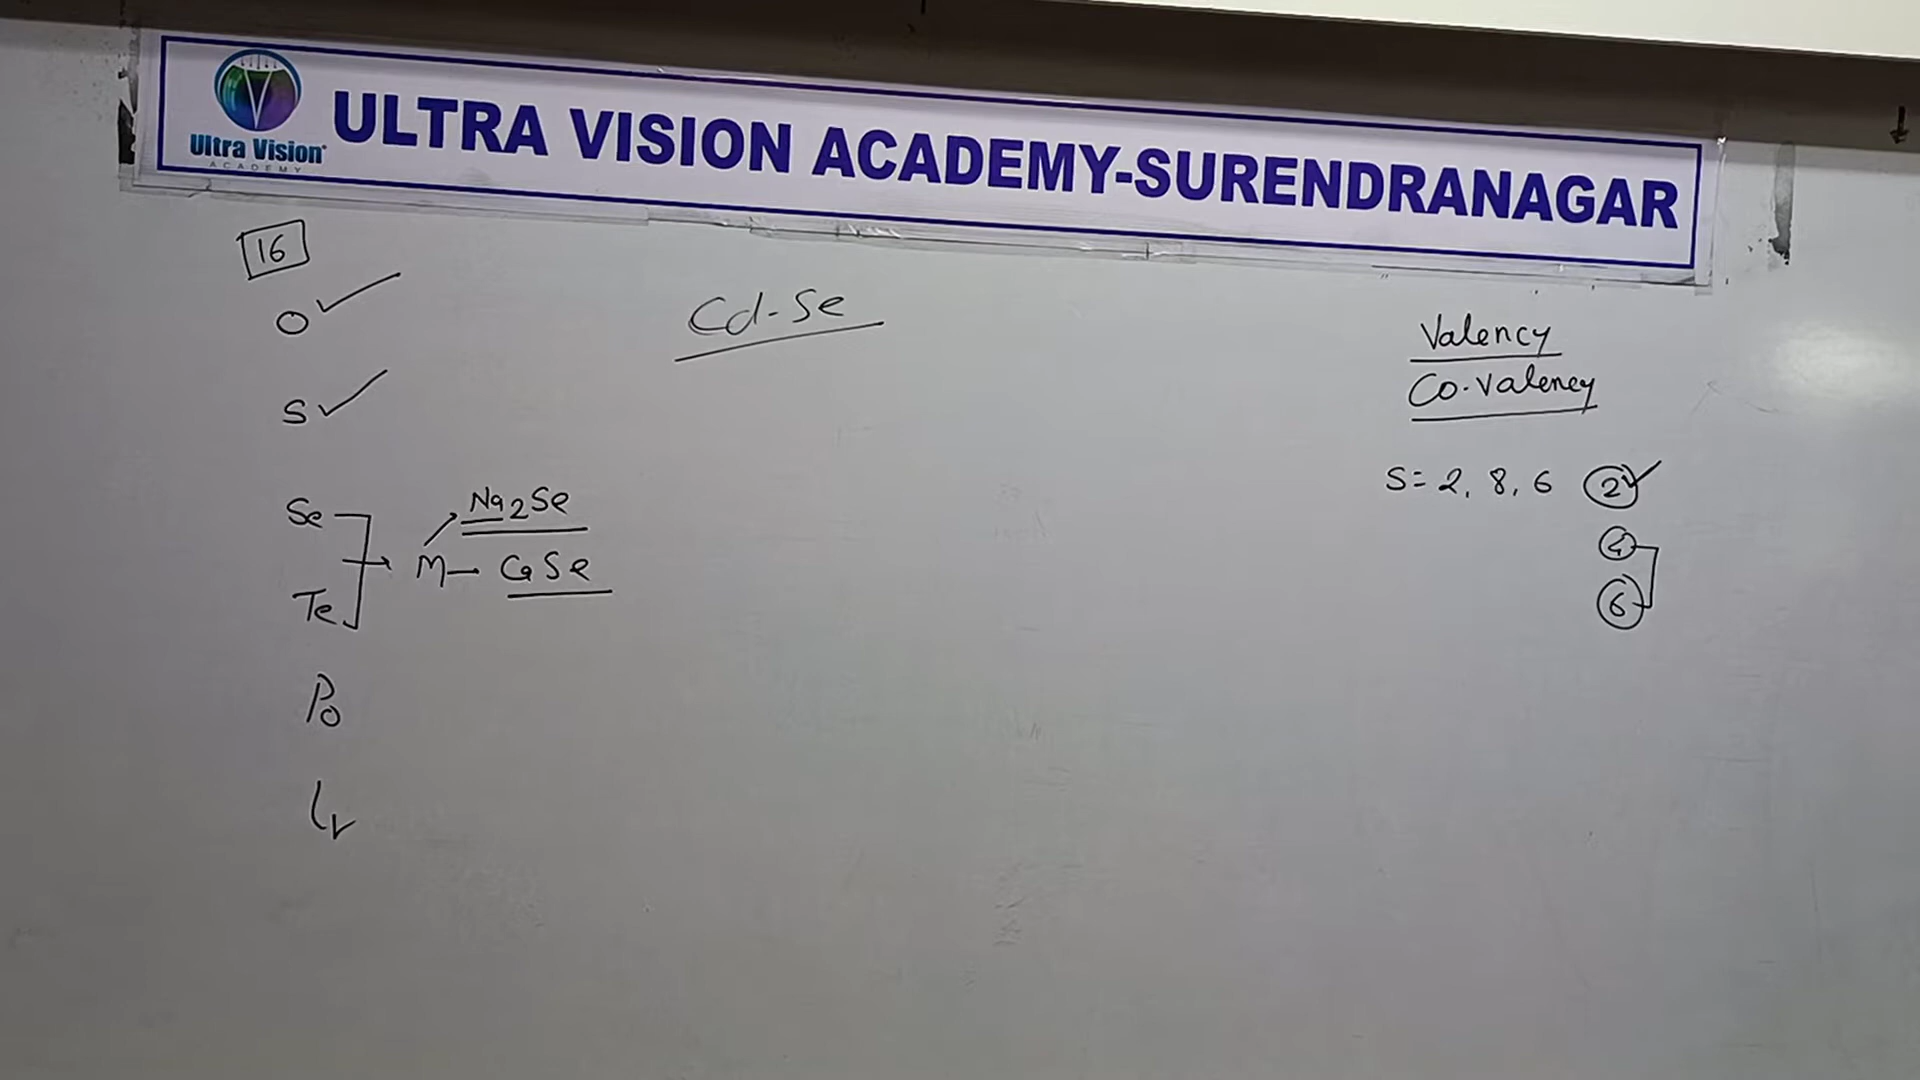 Ultra Vision
ACADEMY
ULTRA VISION ACADEMY-SURENDRANAGAR
16
O ✓
S ✓
Se
Te
Po
Lv
M
Na2Se
CaSe
Cd-Se
Valency
Co-Valency
S = 2, 8, 6 2 ✓
4
6